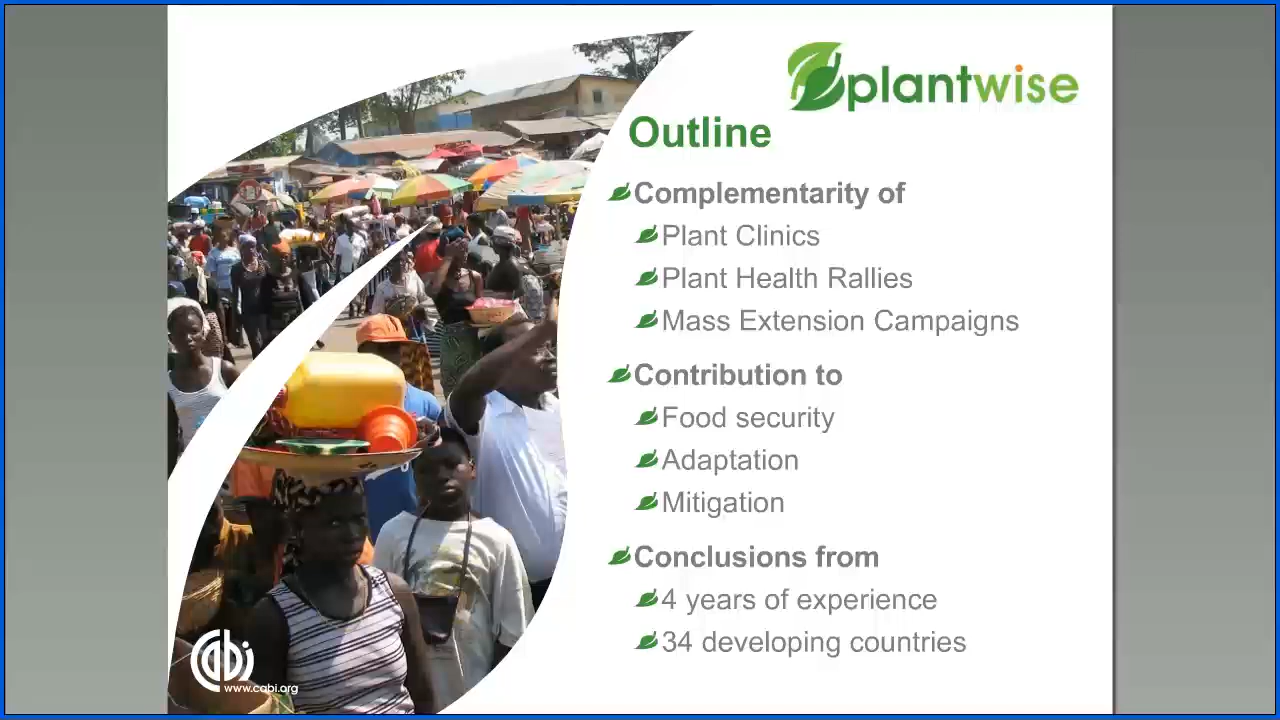 plantwise
Outline
Complementarity of
Plant Clinics
Plant Health Rallies
Mass Extension Campaigns
Contribution to
Food security
Adaptation
Mitigation
Conclusions from
4 years of experience
34 developing countries
cabi
www.cabi.org